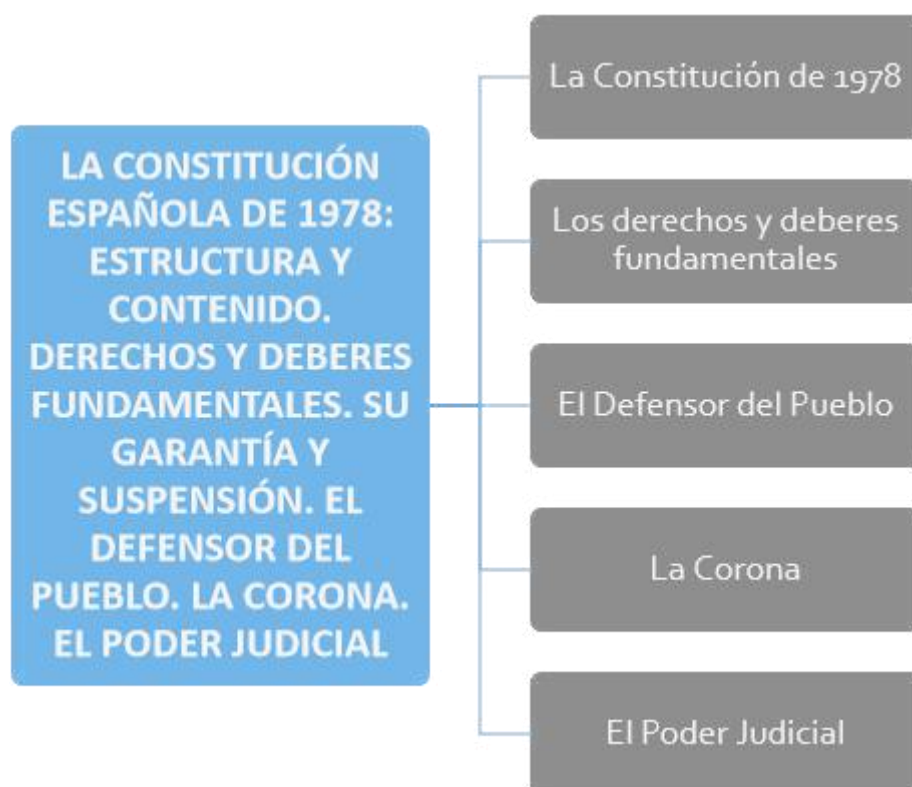 LA CONSTITUCIÓN
ESPAÑOLA DE 1978:
ESTRUCTURA Y
CONTENIDO.
DERECHOS Y DEBERES
FUNDAMENTALES. SU
GARANTÍA Y
SUSPENSIÓN. EL
DEFENSOR DEL
PUEBLO. LA CORONA.
EL PODER JUDICIAL
La Constitución de 1978
Los derechos y deberes
fundamentales
El Defensor del Pueblo
La Corona
El Poder Judicial